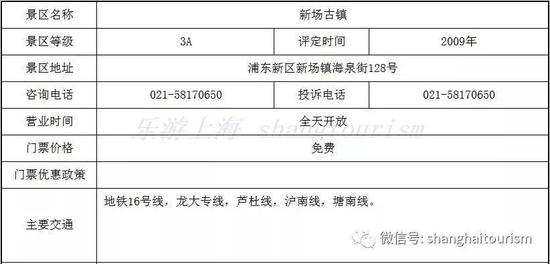 景区名称 新场古镇
景区等级 3A 评定时间 2009年
景区地址 浦东新区新场镇海泉街128号
咨询电话 021-58170650 投诉电话 021-58170650
营业时间 全天开放
乐游上海 shanghaitourism
门票价格 免费
门票优惠政策
主要交通 地铁16号线，龙大专线，芦杜线，沪南线，塘南线。
微信号: shanghaitourism